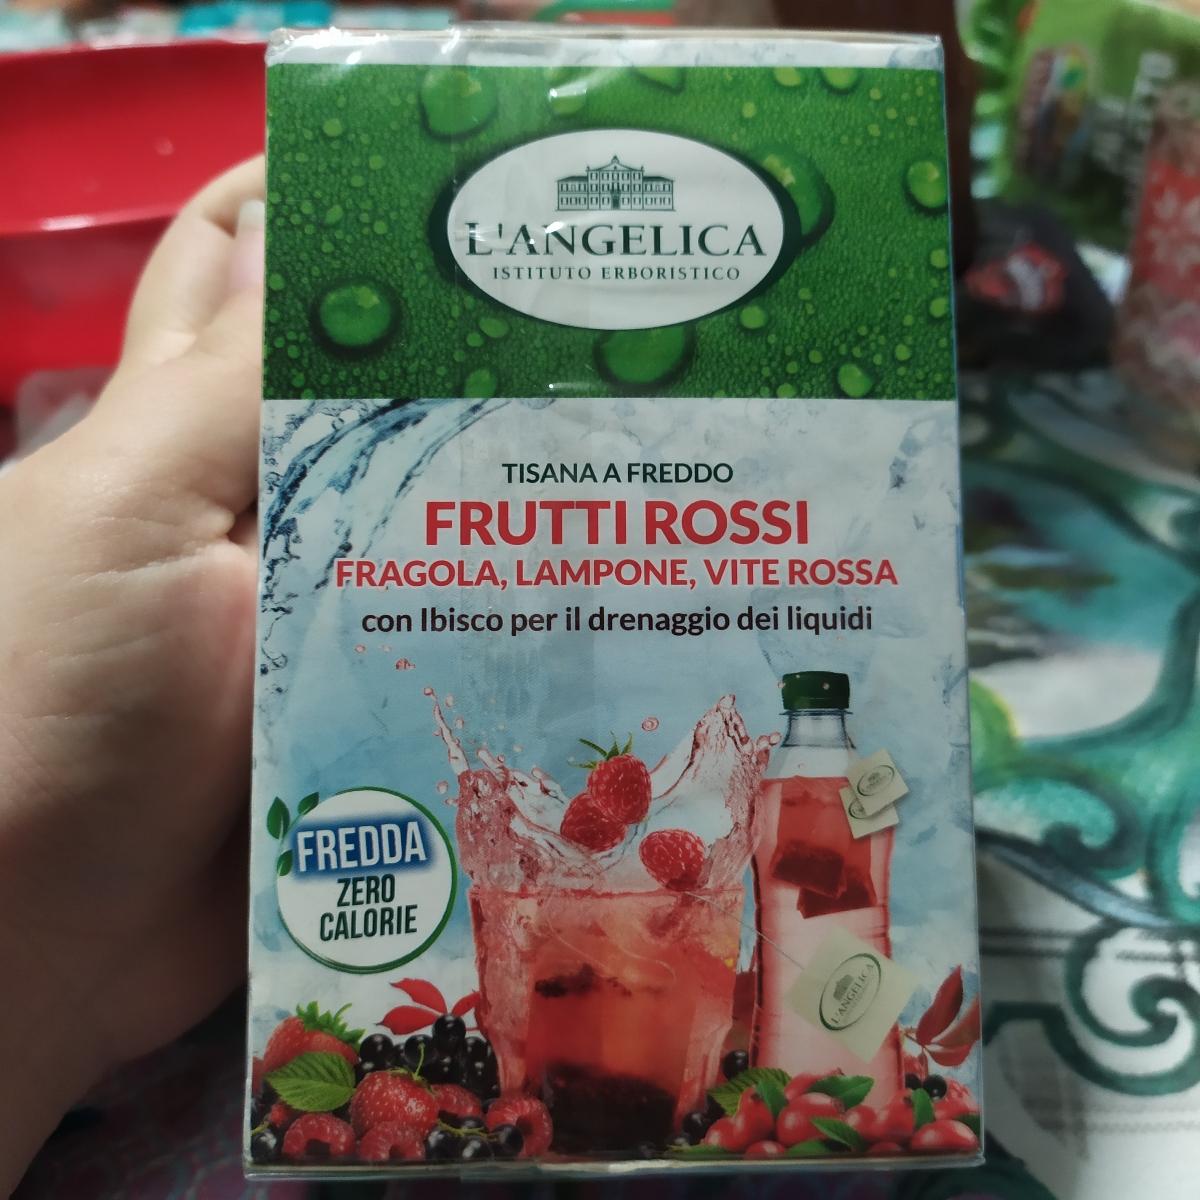 L'ANGELICA
ISTITUTO ERBORISTICO
TISANA A FREDDO
FRUTTI ROSSI
FRAGOLA, LAMPONE, VITE ROSSA
con Ibisco per il drenaggio dei liquidi
FREDDA
ZERO
CALORIE
L'ANGELICA